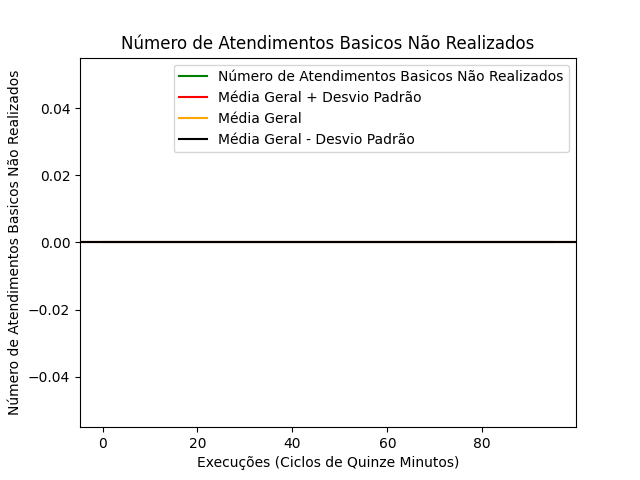 Número de Atendimentos Basicos Não Realizados
Número de Atendimentos Basicos Não Realizados
Média Geral + Desvio Padrão
Média Geral
Média Geral - Desvio Padrão
Número de Atendimentos Basicos Não Realizados
0.04
0.02
0.00
−0.02
−0.04
0
20
40
60
80
Execuções (Ciclos de Quinze Minutos)